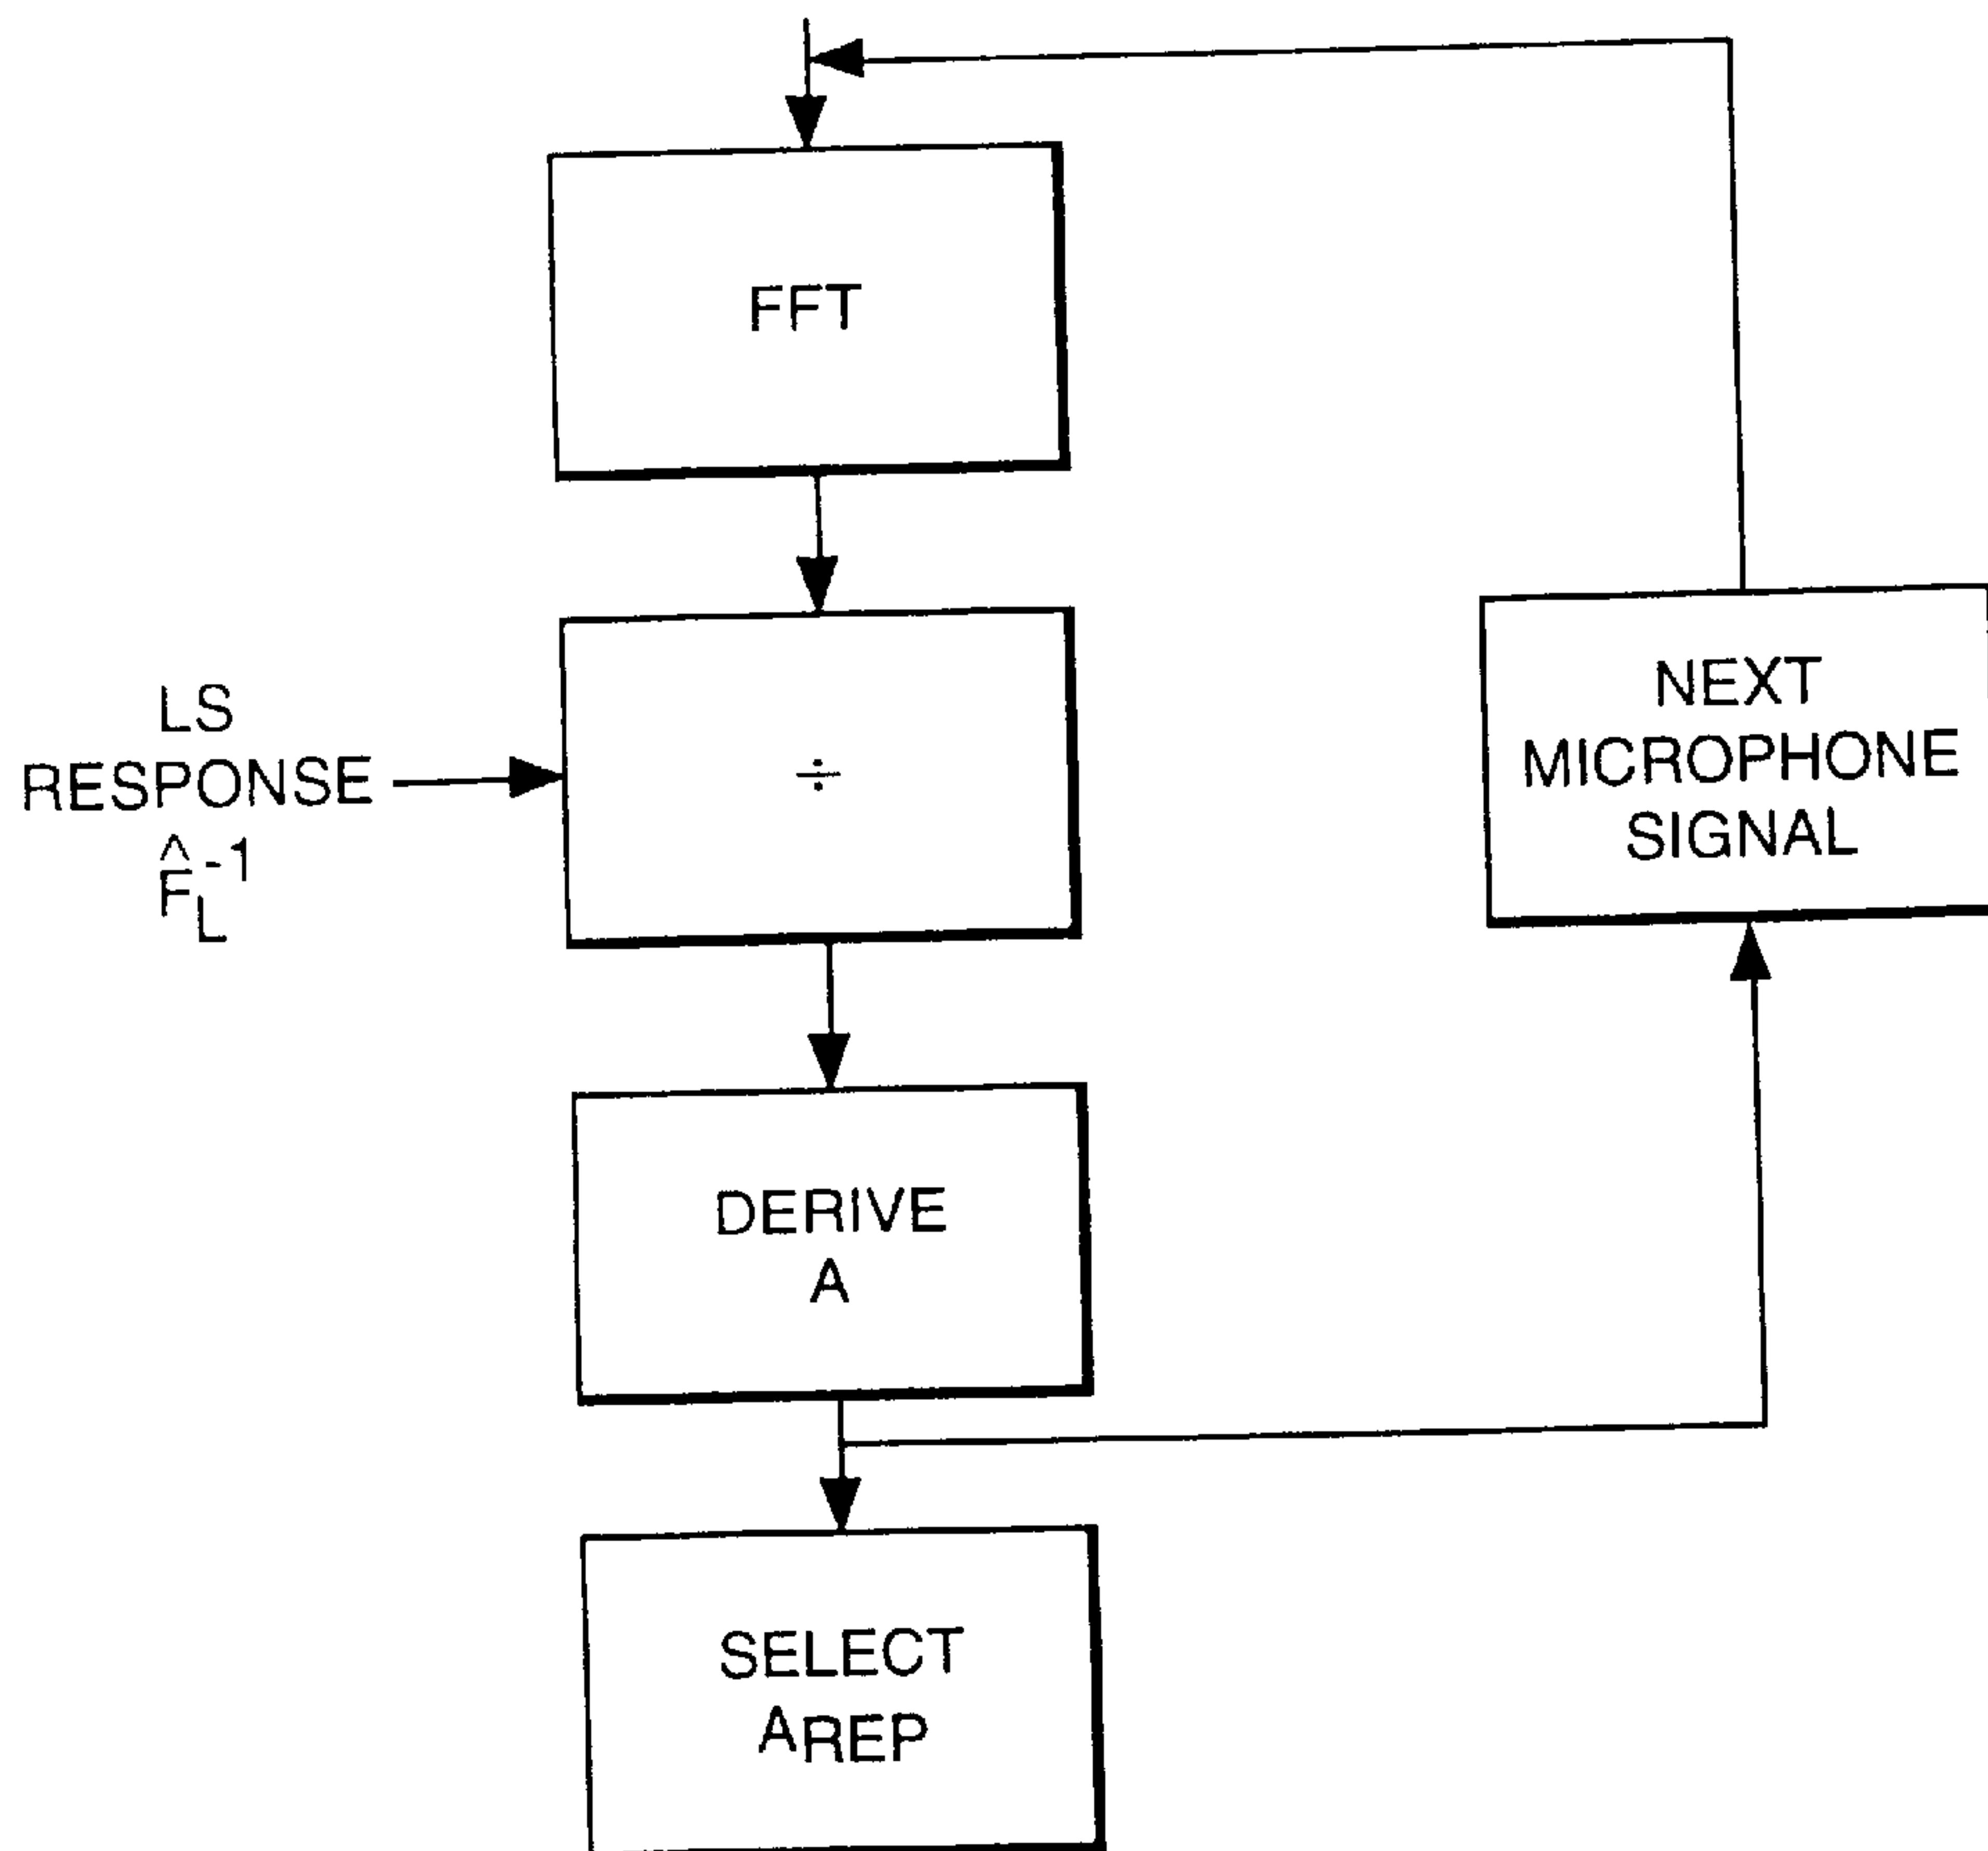 FFT
LS
RESPONSE
F̂L-1
÷
NEXT
MICROPHONE
SIGNAL
DERIVE
A
SELECT
AREP